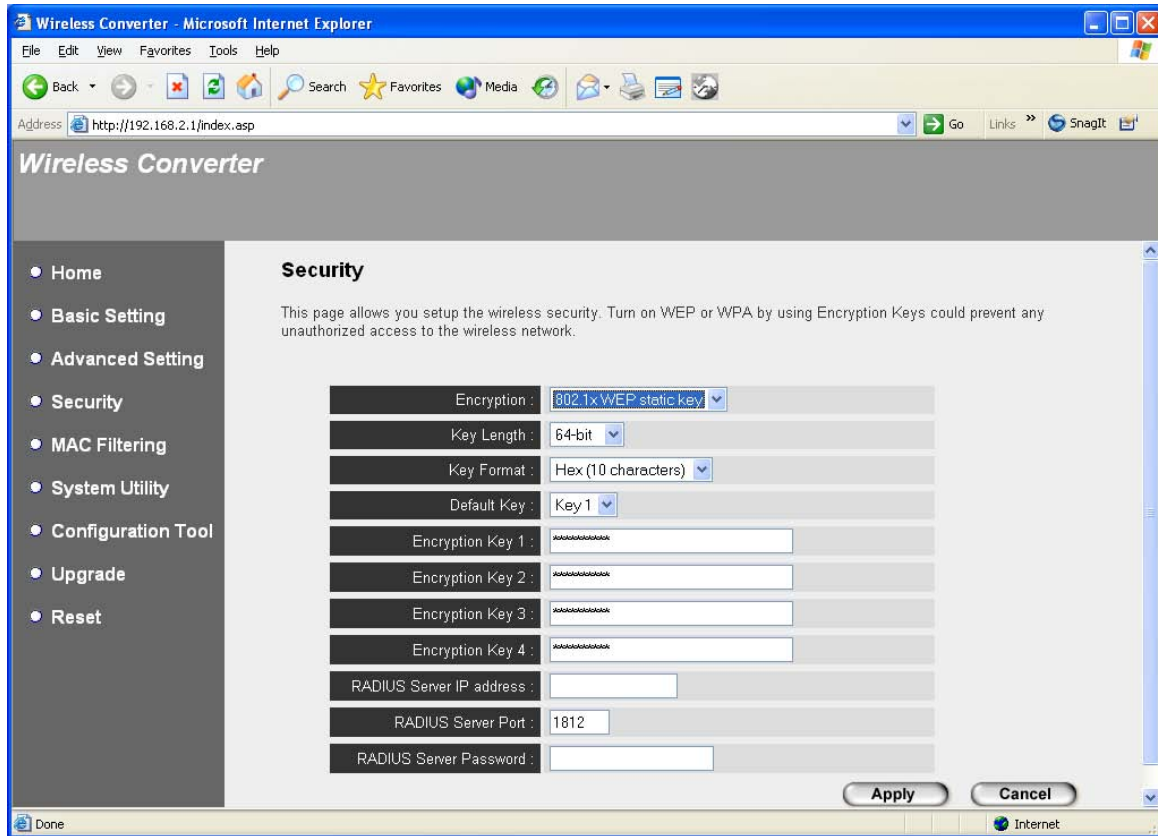 Wireless Converter - Microsoft Internet Explorer
File Edit View Favorites Tools Help
Back Search Favorites Media
Address http://192.168.2.1/index.asp Go Links » SnagIt
Wireless Converter
Home
Basic Setting
Advanced Setting
Security
MAC Filtering
System Utility
Configuration Tool
Upgrade
Reset
Security
This page allows you setup the wireless security. Turn on WEP or WPA by using Encryption Keys could prevent any
unauthorized access to the wireless network.
Encryption : 802.1x WEP static key
Key Length : 64-bit
Key Format : Hex (10 characters)
Default Key : Key 1
Encryption Key 1 : **********
Encryption Key 2 : **********
Encryption Key 3 : **********
Encryption Key 4 : **********
RADIUS Server IP address :
RADIUS Server Port : 1812
RADIUS Server Password :
Apply Cancel
Done Internet